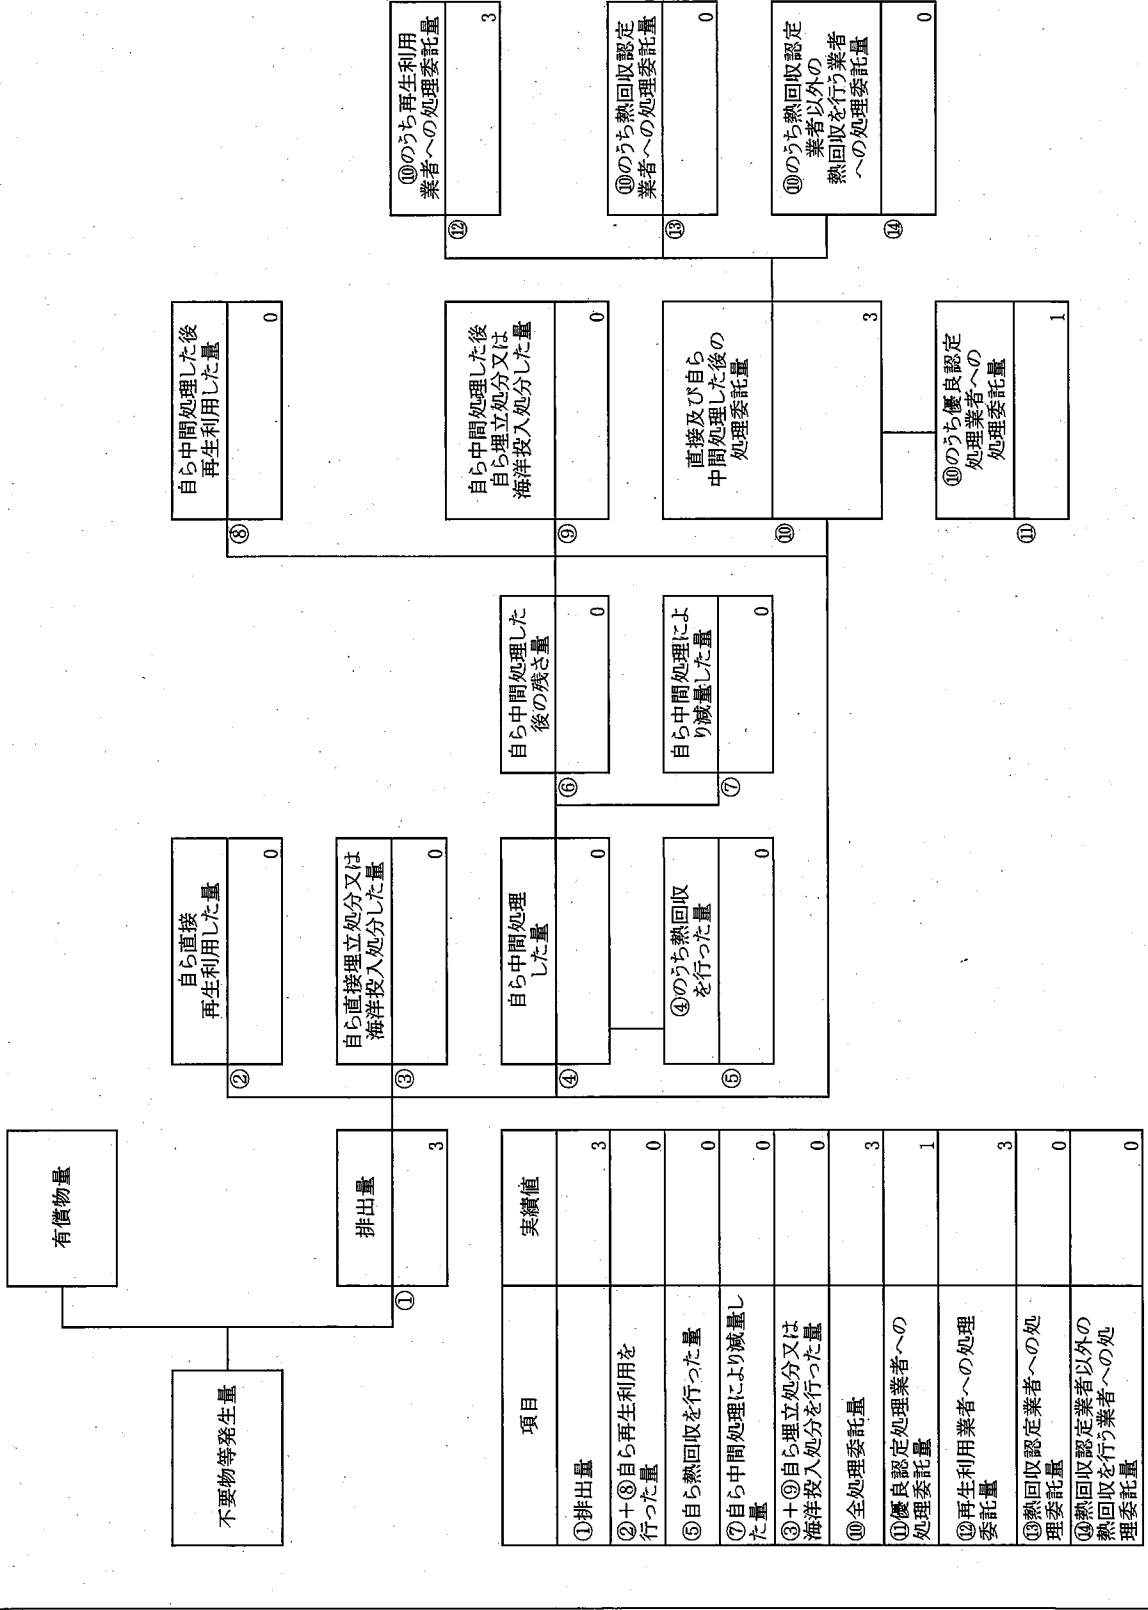 不要物等発生量
有償物量
①
排出量
3
②
自ら直接
再生利用した量
0
③
自ら直接埋立処分又は
海洋投入処分した量
0
④
自ら中間処理
した量
0
⑤
④のうち熱回収
を行った量
0
⑥
自ら中間処理した
後の残さ量
0
⑦
自ら中間処理によ
り減量した量
0
⑧
自ら中間処理した後
再生利用した量
0
⑨
自ら中間処理した後
自ら埋立処分又は
海洋投入処分した量
0
⑩
直接及び自ら
中間処理した後の
処理委託量
3
⑪
⑩のうち優良認定
処理業者への
処理委託量
1
⑫
⑩のうち再生利用
業者への処理委託量
3
⑬
⑩のうち熱回収認定
業者への処理委託量
0
⑭
⑩のうち熱回収認定
業者以外の
熱回収を行う業者
への処理委託量
0
項目 実績値
①排出量 3
②+⑧自ら再生利用を
行った量 0
⑤自ら熱回収を行った量 0
⑦自ら中間処理により減量し
た量 0
③+⑨自ら埋立処分又は
海洋投入処分を行った量 0
⑩全処理委託量 3
⑪優良認定処理業者への
処理委託量 1
⑫再生利用業者への処理
委託量 3
⑬熱回収認定業者への処
理委託量 0
⑭熱回収認定業者以外の
熱回収を行う業者への処
理委託量 0